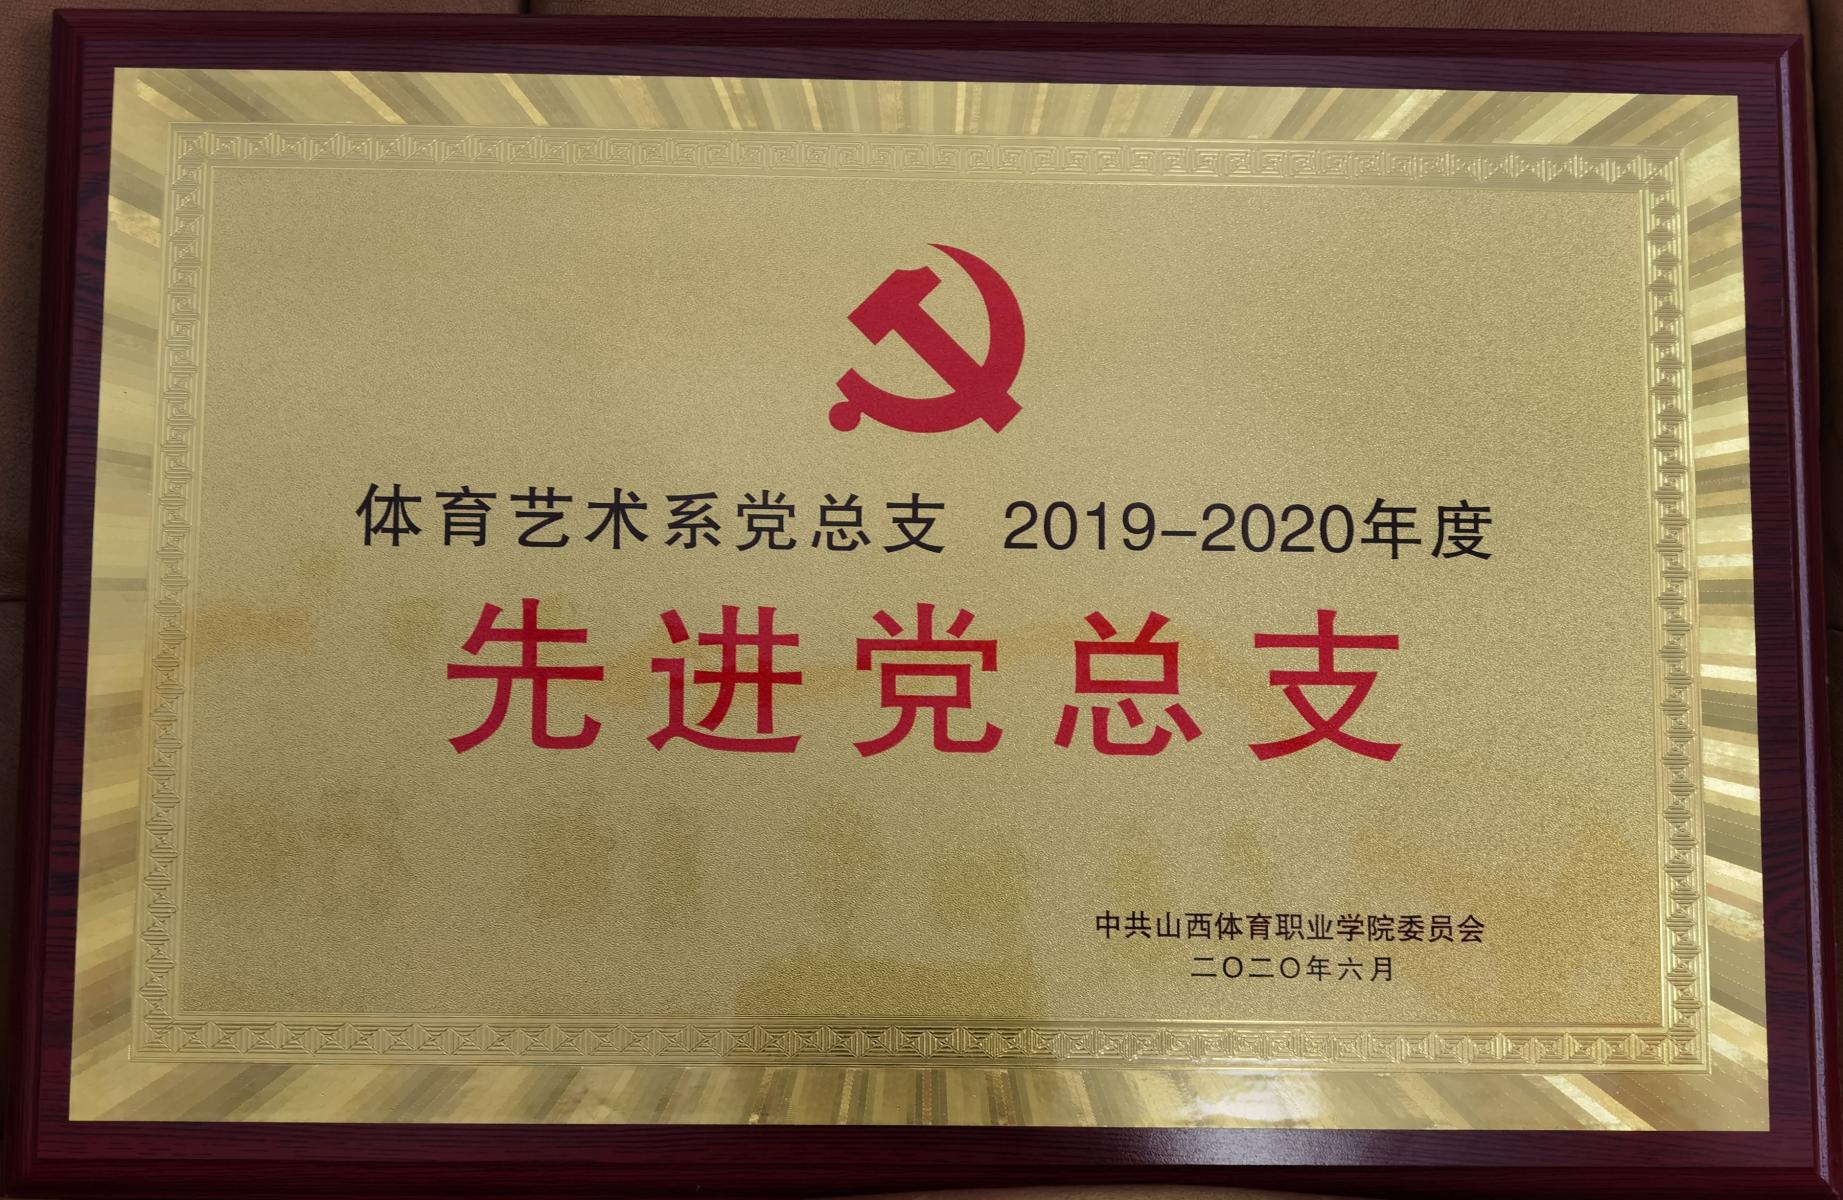 体育艺术系党总支 2019-2020年度
先进党总支
中共山西体育职业学院委员会
二〇二〇年六月